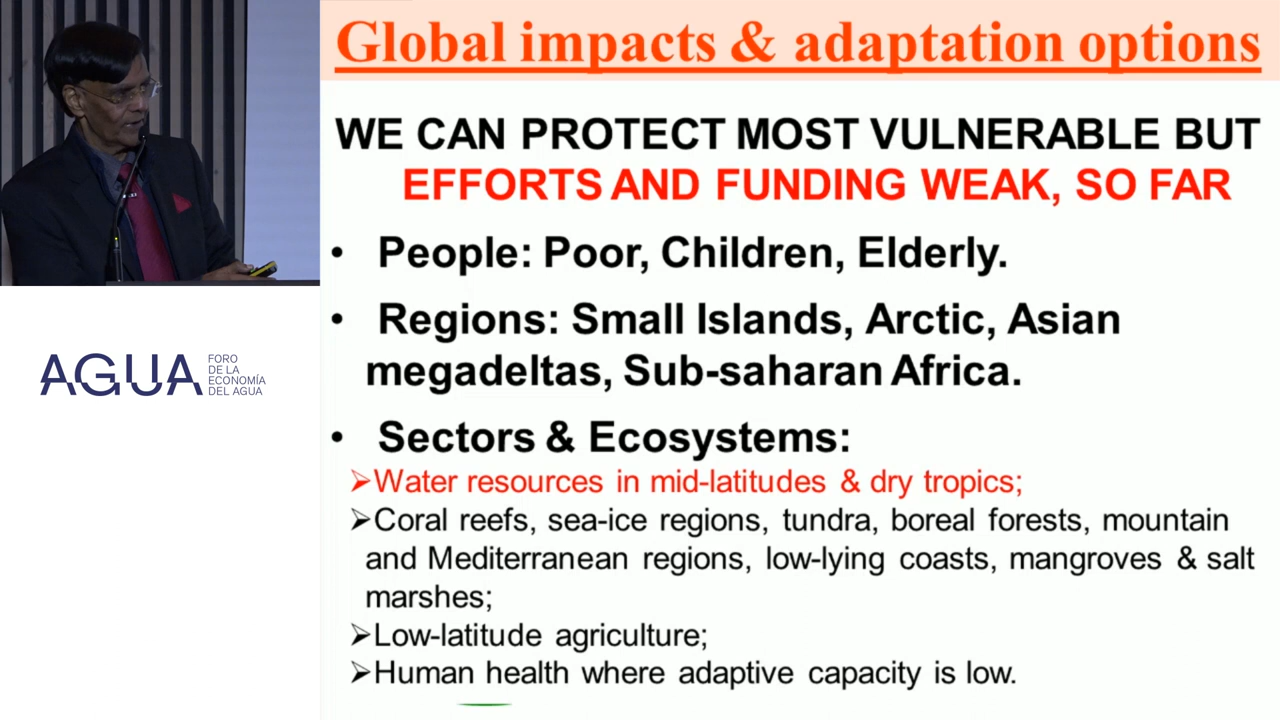 Global impacts & adaptation options
WE CAN PROTECT MOST VULNERABLE BUT
EFFORTS AND FUNDING WEAK, SO FAR
• People: Poor, Children, Elderly.
• Regions: Small Islands, Arctic, Asian
megadeltas, Sub-saharan Africa.
• Sectors & Ecosystems:
➢Water resources in mid-latitudes & dry tropics;
➢Coral reefs, sea-ice regions, tundra, boreal forests, mountain
and Mediterranean regions, low-lying coasts, mangroves & salt
marshes;
➢Low-latitude agriculture;
➢Human health where adaptive capacity is low.
AGUA
FORO
DE LA
ECONOMÍA
DEL AGUA